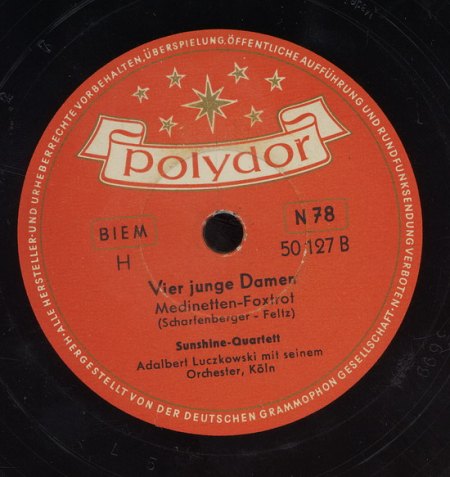 ALLE HERSTELLER- UND URHEBERRECHTE VORBEHALTEN, ÜBERSPIELUNG, ÖFFENTLICHE AUFFÜHRUNG UND RUNDFUNKSENDUNG VERBOTEN.
polydor
BIEM
N 78
H
50 127 B
Vier junge Damen
Medinetten-Foxtrot
(Scharfenberger - Feltz)
Sunshine-Quartett
Adalbert Luczkowski mit seinem
Orchester, Köln
HERGESTELLT VON DER DEUTSCHEN GRAMMOPHON GESELLSCHAFT